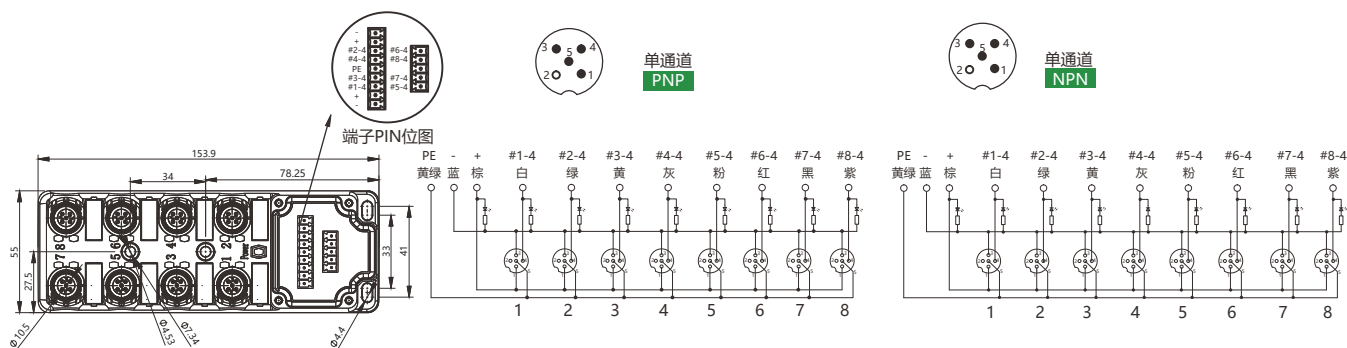 -
+
#2-4
#4-4
PE
#3-4
#1-4
+
-
#6-4
#8-4
#7-4
#5-4
端子PIN位图
3 5 4
2 1
单通道
PNP
3 5 4
2 1
单通道
NPN
153.9
34
78.25
55
27.5
33
41
8 6 4 2
7 5 3 1
Power
Φ10.5
Φ4.53
Φ7.34
Φ4.4
PE - + #1-4 #2-4 #3-4 #4-4 #5-4 #6-4 #7-4 #8-4
黄绿 蓝 棕 白 绿 黄 灰 粉 红 黑 紫
1 2 3 4 5 6 7 8
PE - + #1-4 #2-4 #3-4 #4-4 #5-4 #6-4 #7-4 #8-4
黄绿 蓝 棕 白 绿 黄 灰 粉 红 黑 紫
1 2 3 4 5 6 7 8